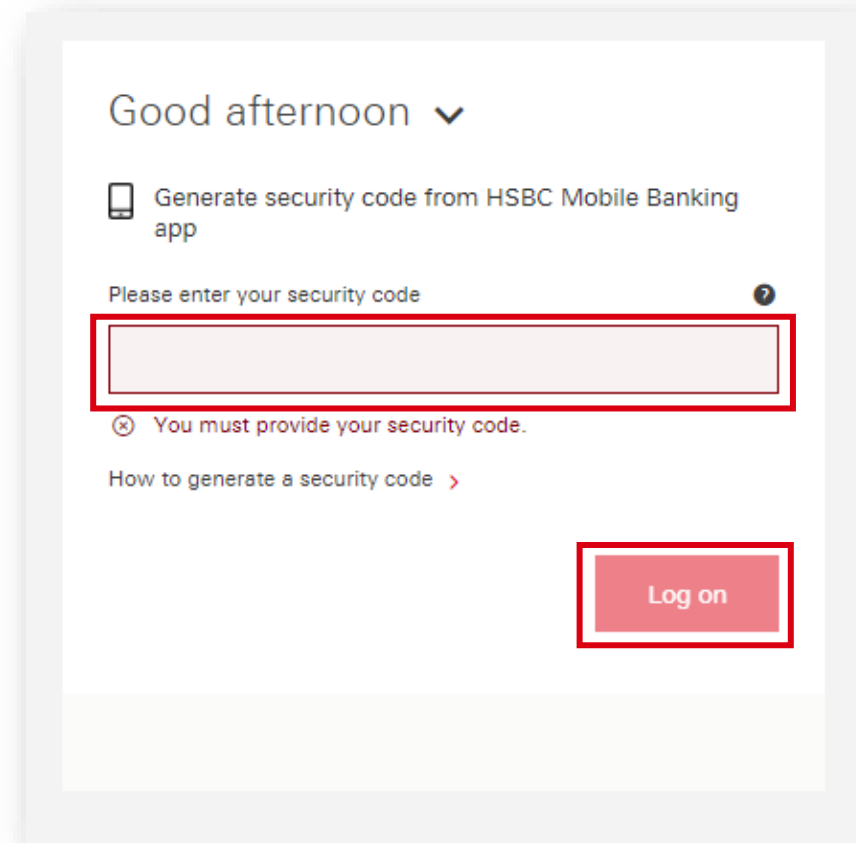 Good afternoon
Generate security code from HSBC Mobile Banking
app
Please enter your security code
?
You must provide your security code.
How to generate a security code
Log on